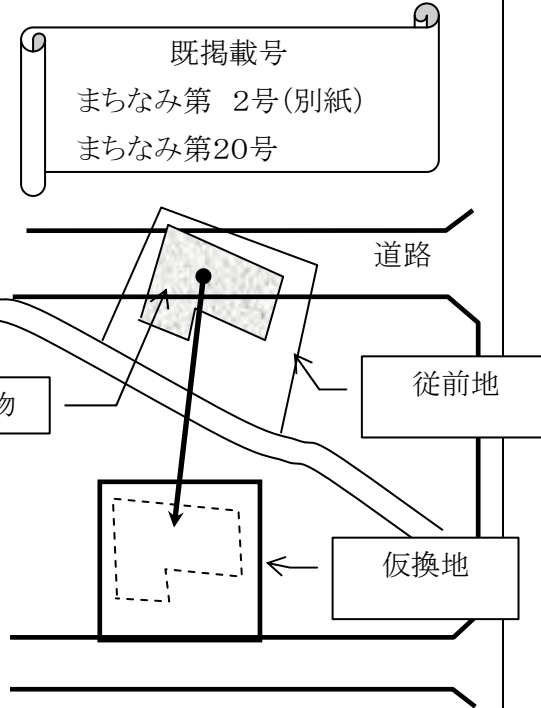 既掲載号
まちなみ第　2号(別紙)
まちなみ第20号
道路
従前地
物
仮換地